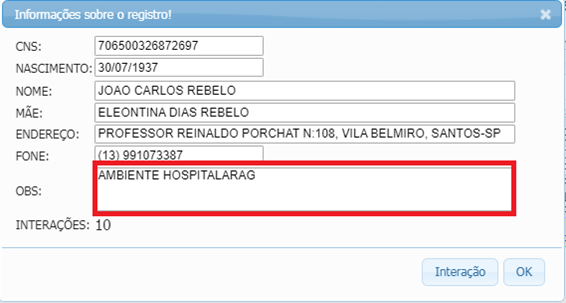 Informações sobre o registro!
CNS: 706500326872697
NASCIMENTO: 30/07/1937
NOME: JOAO CARLOS REBELO
MÃE: ELEONTINA DIAS REBELO
ENDEREÇO: PROFESSOR REINALDO PORCHAT N:108, VILA BELMIRO, SANTOS-SP
FONE: (13) 991073387
OBS: AMBIENTE HOSPITALARAG
INTERAÇÕES: 10
Interação OK